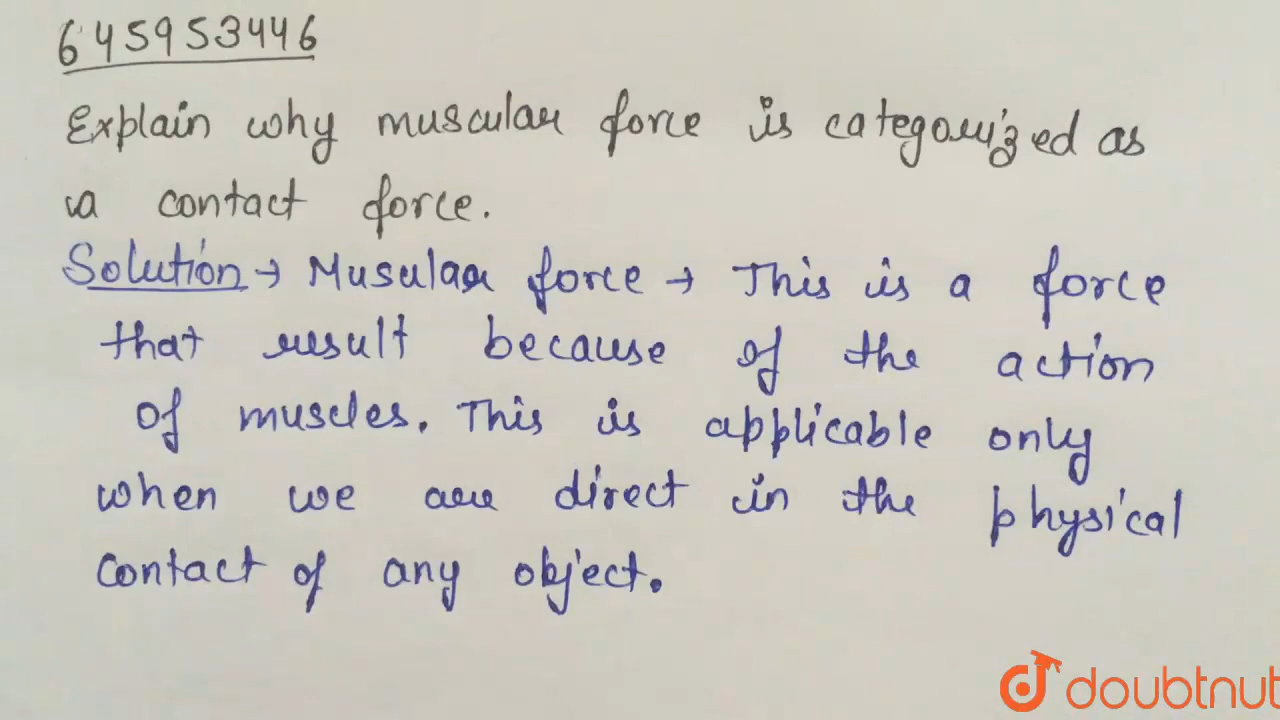 645953446
Explain why muscular force is categorized as
a contact force.
Solution → Musular force → This is a force
that result because of the action
of muscles. This is applicable only
when we are direct in the physical
contact of any object.
doubtnut